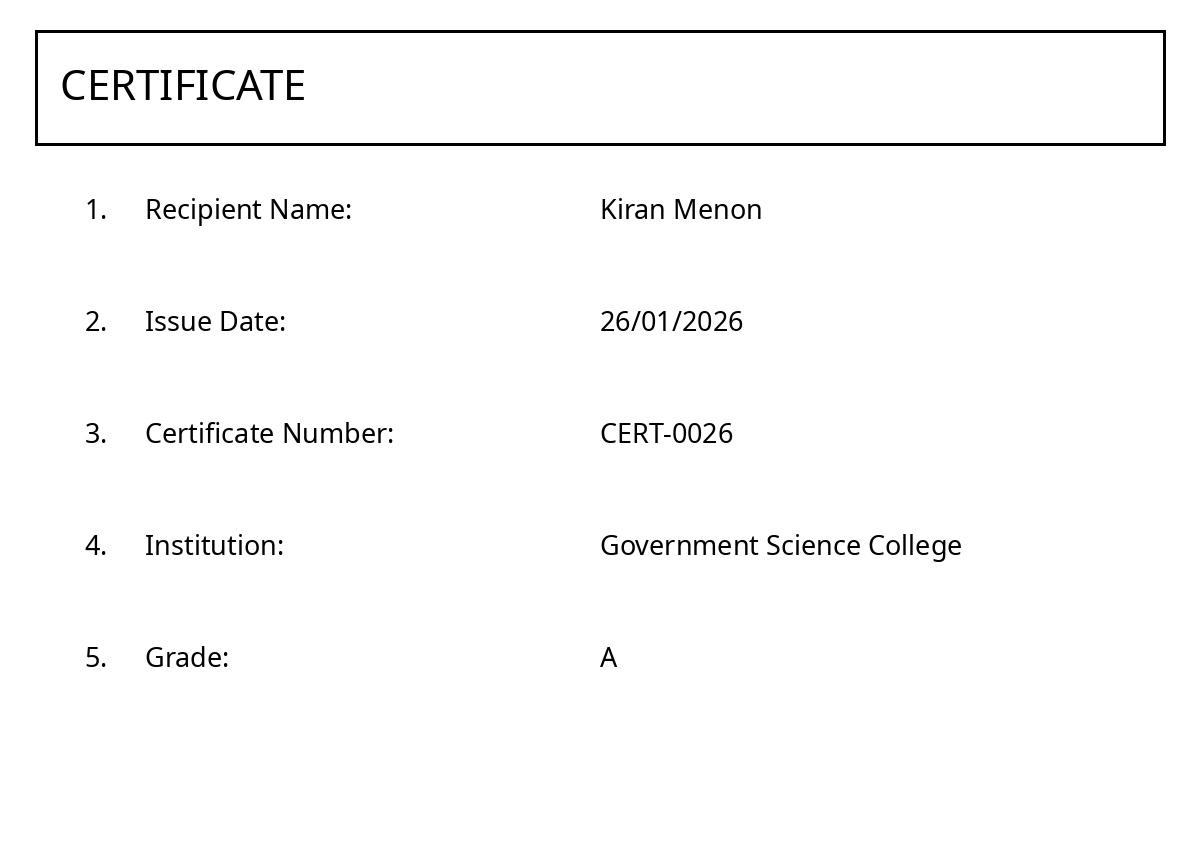 CERTIFICATE
1. Recipient Name: Kiran Menon
2. Issue Date: 26/01/2026
3. Certificate Number: CERT-0026
4. Institution: Government Science College
5. Grade: A